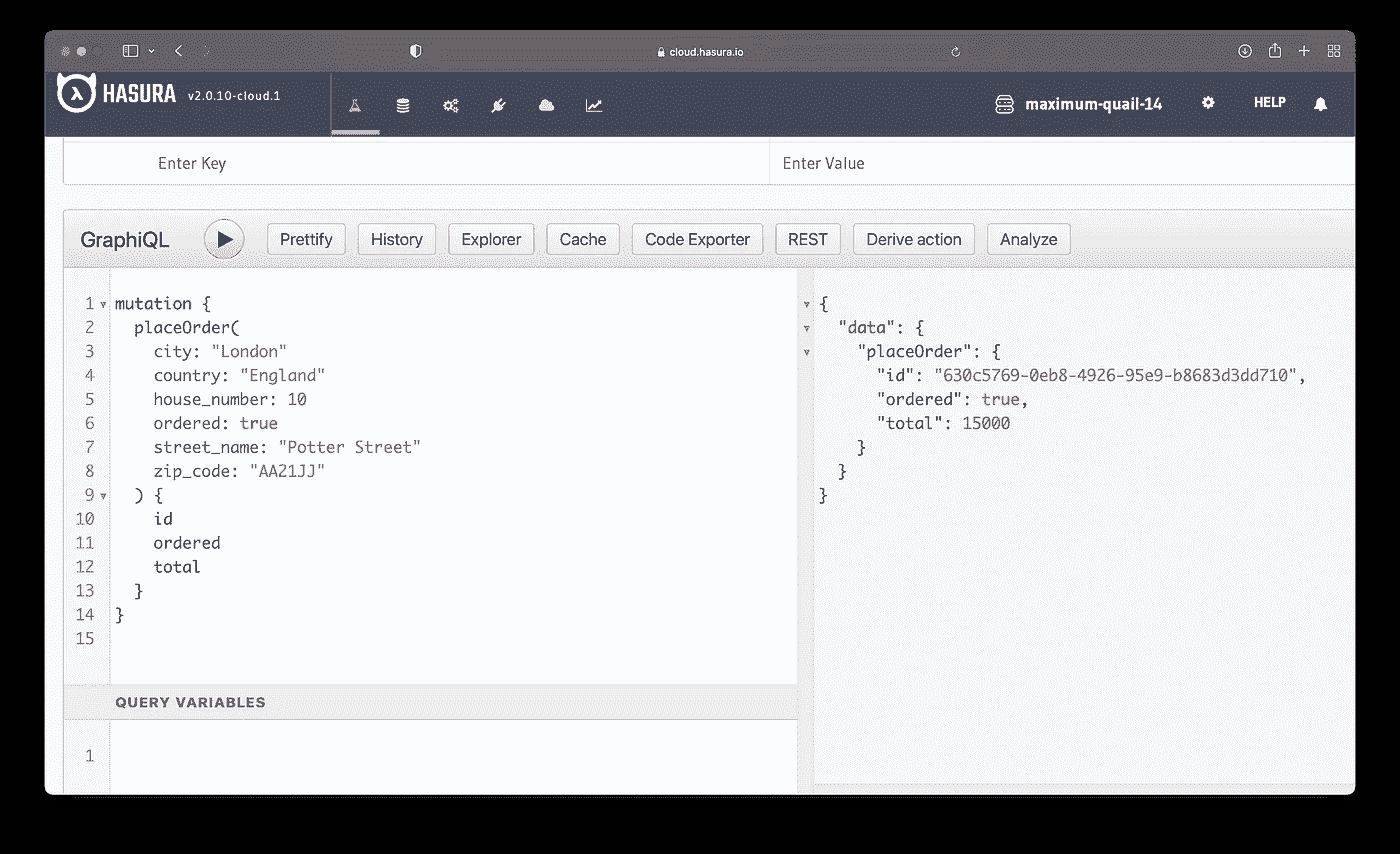 cloud.hasura.io
HASURA v2.0.10-cloud.1 maximum-quail-14 HELP
Enter Key Enter Value
GraphiQL Prettify History Explorer Cache Code Exporter REST Derive action Analyze
1 mutation {
2 placeOrder(
3 city: "London"
4 country: "England"
5 house_number: 10
6 ordered: true
7 street_name: "Potter Street"
8 zip_code: "AA21JJ"
9 ) {
10 id
11 ordered
12 total
13 }
14 }
15
QUERY VARIABLES
1
{
"data": {
"placeOrder": {
"id": "630c5769-0eb8-4926-95e9-b8683d3dd710",
"ordered": true,
"total": 15000
}
}
}